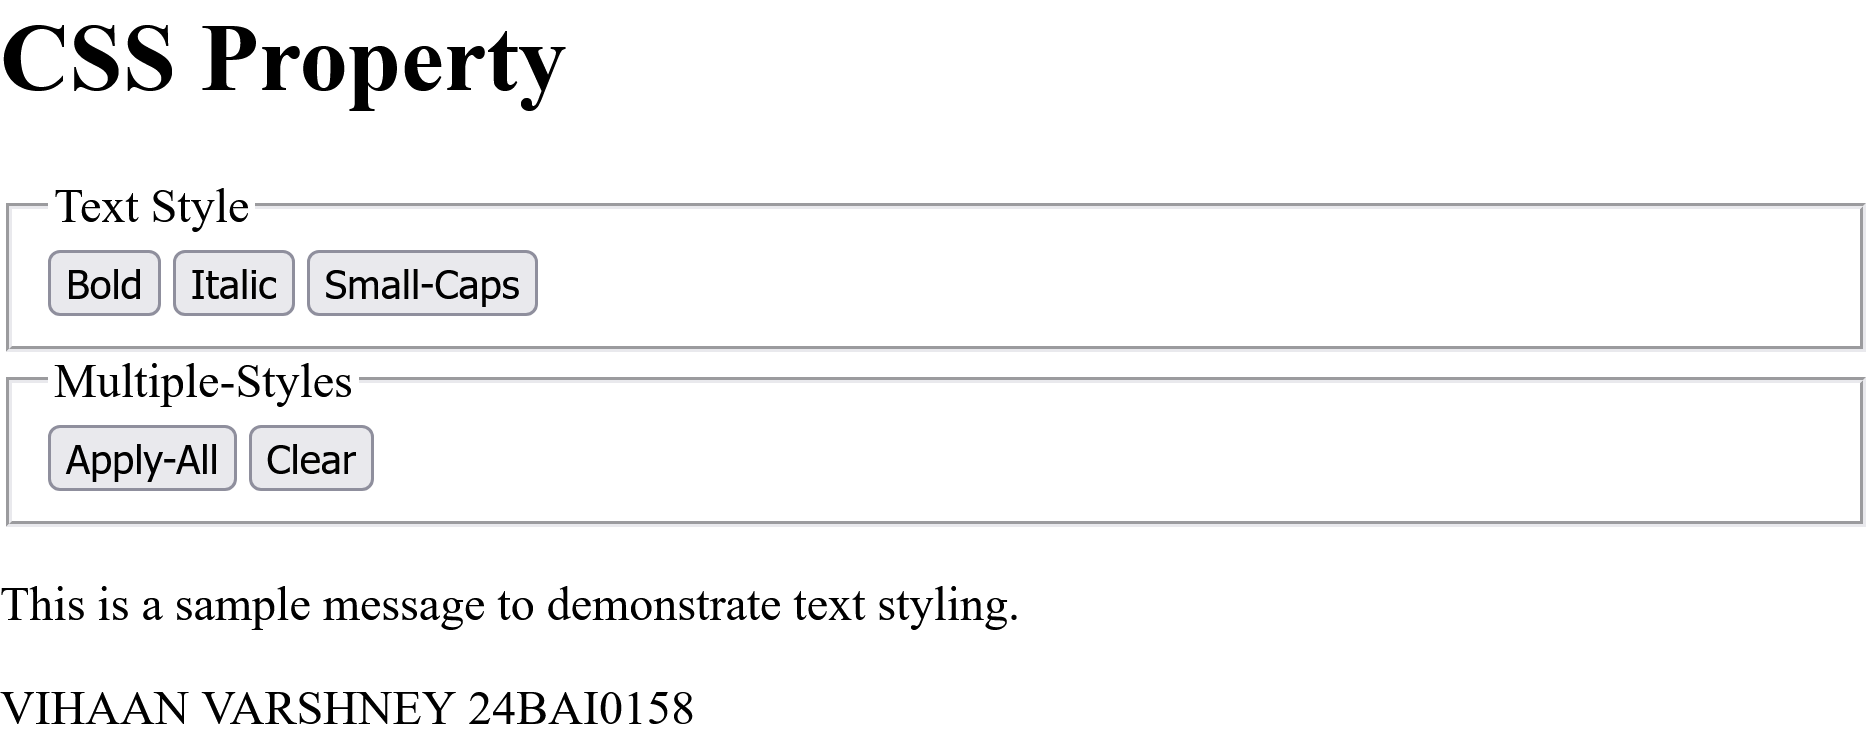 CSS Property
Text Style
Bold Italic Small-Caps
Multiple-Styles
Apply-All Clear
This is a sample message to demonstrate text styling.
VIHAAN VARSHNEY 24BAI0158